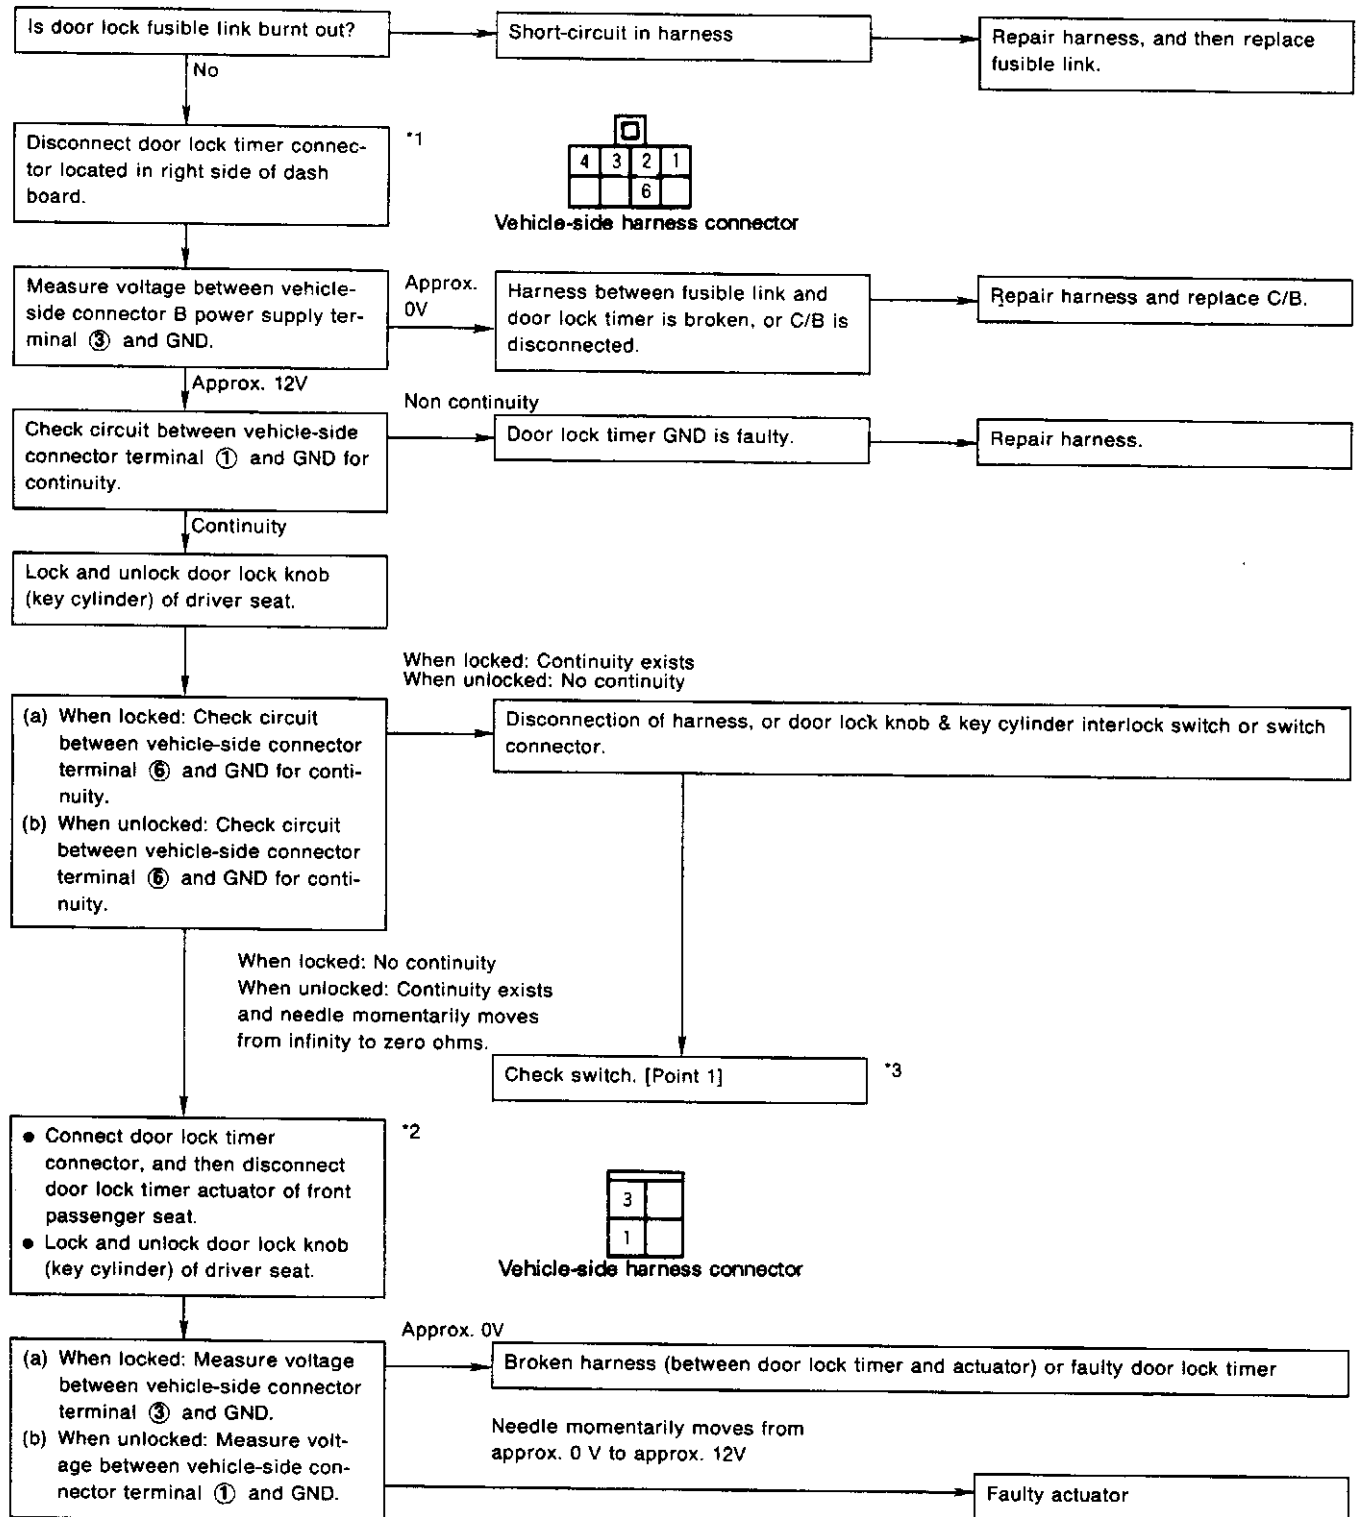 Is door lock fusible link burnt out?
Short-circuit in harness
Repair harness, and then replace
fusible link.
No
Disconnect door lock timer connec-
tor located in right side of dash
board.
*1
4 3 2 1
6
Vehicle-side harness connector
Measure voltage between vehicle-
side connector B power supply ter-
minal ③ and GND.
Approx.
0V
Harness between fusible link and
door lock timer is broken, or C/B is
disconnected.
Repair harness and replace C/B.
Approx. 12V
Check circuit between vehicle-side
connector terminal ① and GND for
continuity.
Non continuity
Door lock timer GND is faulty.
Repair harness.
Continuity
Lock and unlock door lock knob
(key cylinder) of driver seat.
When locked: Continuity exists
When unlocked: No continuity
(a) When locked: Check circuit
between vehicle-side connector
terminal ⑥ and GND for conti-
nuity.
(b) When unlocked: Check circuit
between vehicle-side connector
terminal ⑥ and GND for conti-
nuity.
Disconnection of harness, or door lock knob & key cylinder interlock switch or switch
connector.
When locked: No continuity
When unlocked: Continuity exists
and needle momentarily moves
from infinity to zero ohms.
Check switch. [Point 1]
*3
● Connect door lock timer
connector, and then disconnect
door lock timer actuator of front
passenger seat.
● Lock and unlock door lock knob
(key cylinder) of driver seat.
*2
3
1
Vehicle-side harness connector
(a) When locked: Measure voltage
between vehicle-side connector
terminal ③ and GND.
(b) When unlocked: Measure volt-
age between vehicle-side con-
nector terminal ① and GND.
Approx. 0V
Broken harness (between door lock timer and actuator) or faulty door lock timer
Needle momentarily moves from
approx. 0 V to approx. 12V
Faulty actuator